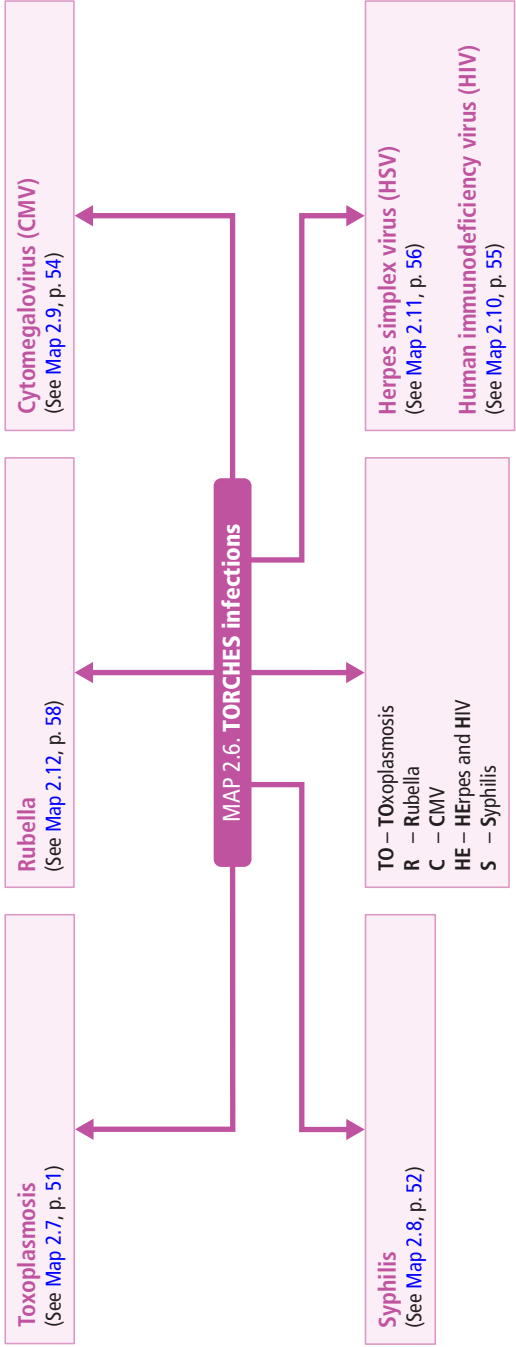 Toxoplasmosis
(See Map 2.7, p. 51)
Rubella
(See Map 2.12, p. 58)
Cytomegalovirus (CMV)
(See Map 2.9, p. 54)
MAP 2.6. TORCHES infections
Syphilis
(See Map 2.8, p. 52)
TO – TOxoplasmosis
R – Rubella
C – CMV
HE – HErpes and HIV
S – Syphilis
Herpes simplex virus (HSV)
(See Map 2.11, p. 56)
Human immunodeficiency virus (HIV)
(See Map 2.10, p. 55)